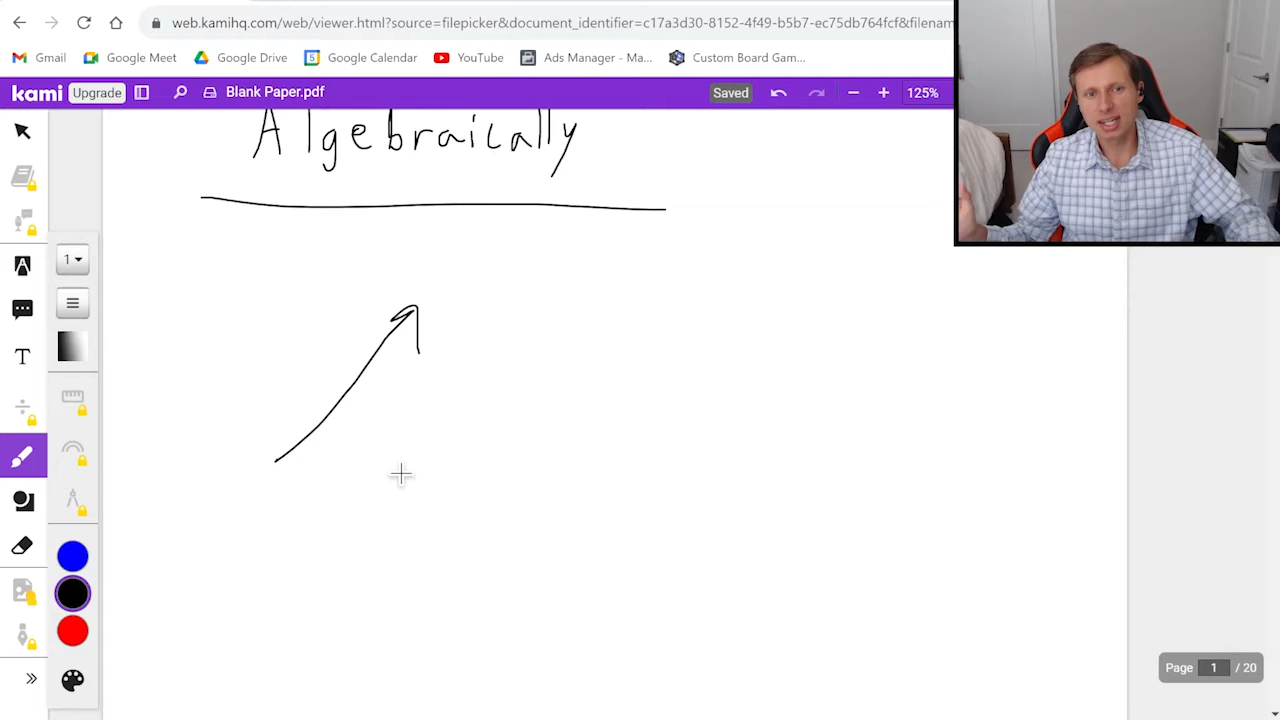 web.kamihq.com/web/viewer.html?source=filepicker&document_identifier=c17a3d30-8152-4f49-b5b7-ec75db764fcf&filenam
Gmail Google Meet Google Drive 5 Google Calendar YouTube Ads Manager - Ma... Custom Board Gam...
kami Upgrade Blank Paper.pdf Saved 125%
Algebraically
1
A
T
Page 1 / 20